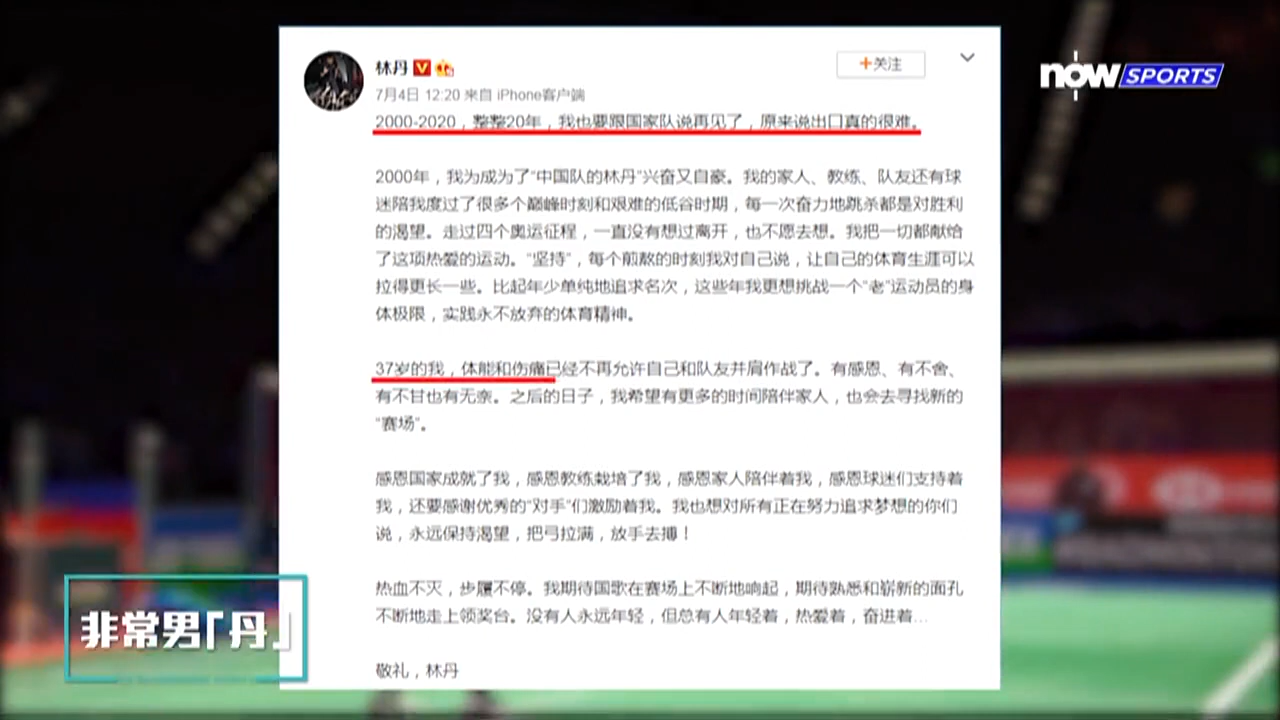 林丹
+关注
now SPORTS
7月4日 12:20 来自 iPhone客户端
2000-2020，整整20年，我也要跟国家队说再见了，原来说出口真的很难。
2000年，我为成为了“中国队的林丹”兴奋又自豪。我的家人、教练、队友还有球
迷陪我度过了很多个巅峰时刻和艰难的低谷时期，每一次奋力地跳杀都是对胜利
的渴望。走过四个奥运征程，一直没有想过离开，也不愿去想。我把一切都献给
了这项热爱的运动。“坚持”，每个煎熬的时刻我对自己说，让自己的体育生涯可以
拉得更长一些。比起年少单纯地追求名次，这些年我更想挑战一个“老”运动员的身
体极限，实践永不放弃的体育精神。
37岁的我，体能和伤痛已经不再允许自己和队友并肩作战了。有感恩、有不舍、
有不甘也有无奈。之后的日子，我希望有更多的时间陪伴家人，也会去寻找新的
“赛场”。
感恩国家成就了我，感恩教练栽培了我，感恩家人陪伴着我，感恩球迷们支持着
我，还要感谢优秀的“对手”们激励着我。我也想对所有正在努力追求梦想的你们
说，永远保持渴望，把弓拉满，放手去搏！
热血不灭，步履不停。我期待国歌在赛场上不断地响起，期待熟悉和崭新的面孔
不断地走上领奖台。没有人永远年轻，但总有人年轻着，热爱着，奋进着...
敬礼，林丹
非常男「丹」